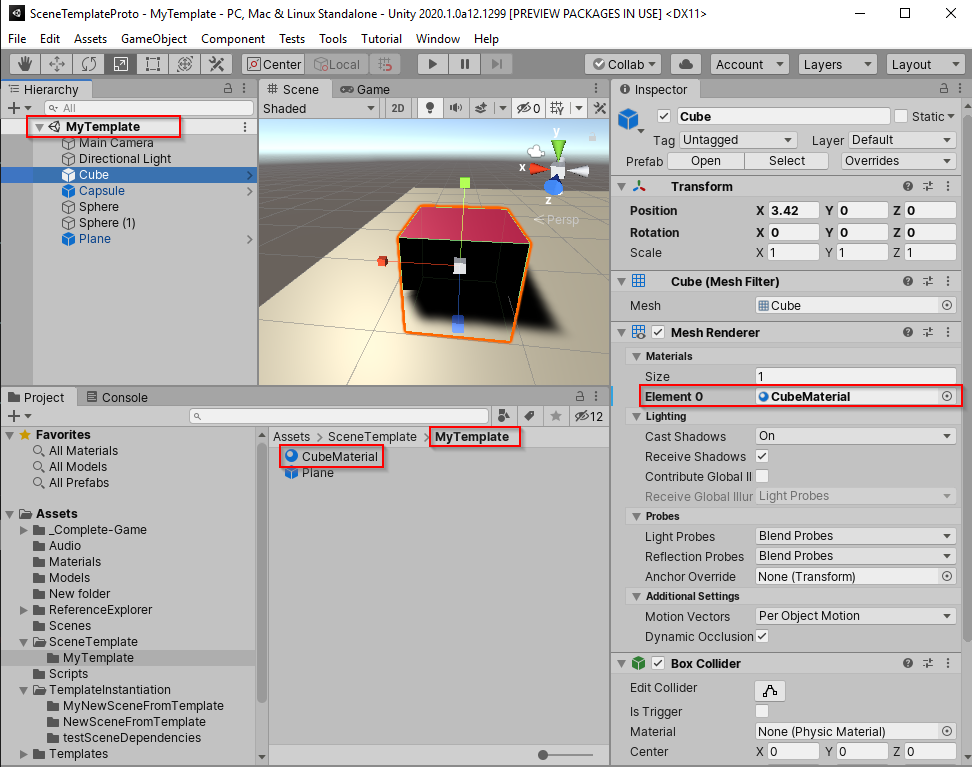 SceneTemplateProto - MyTemplate - PC, Mac & Linux Standalone - Unity 2020.1.0a12.1299 [PREVIEW PACKAGES IN USE] <DX11>
File Edit Assets GameObject Component Tests Tools Tutorial Window Help
Center Local Collab Account Layers Layout
Hierarchy
All
MyTemplate
Main Camera
Directional Light
Cube
Capsule
Sphere
Sphere (1)
Plane
Scene Game
Shaded 2D 0
y
x
z
Persp
Project Console
12
Favorites
All Materials
All Models
All Prefabs
Assets
_Complete-Game
Audio
Materials
Models
New folder
ReferenceExplorer
Scenes
SceneTemplate
MyTemplate
Scripts
TemplateInstantiation
MyNewSceneFromTemplate
NewSceneFromTemplate
testSceneDependencies
Templates
Assets > SceneTemplate > MyTemplate
CubeMaterial
Plane
Inspector
Cube Static
Tag Untagged Layer Default
Prefab Open Select Overrides
Transform
Position X 3.42 Y 0 Z 0
Rotation X 0 Y 0 Z 0
Scale X 1 Y 1 Z 1
Cube (Mesh Filter)
Mesh Cube
Mesh Renderer
Materials
Size 1
Element 0 CubeMaterial
Lighting
Cast Shadows On
Receive Shadows
Contribute Global Il
Receive Global Illur Light Probes
Probes
Light Probes Blend Probes
Reflection Probes Blend Probes
Anchor Override None (Transform)
Additional Settings
Motion Vectors Per Object Motion
Dynamic Occlusion
Box Collider
Edit Collider
Is Trigger
Material None (Physic Material)
Center X 0 Y 0 Z 0